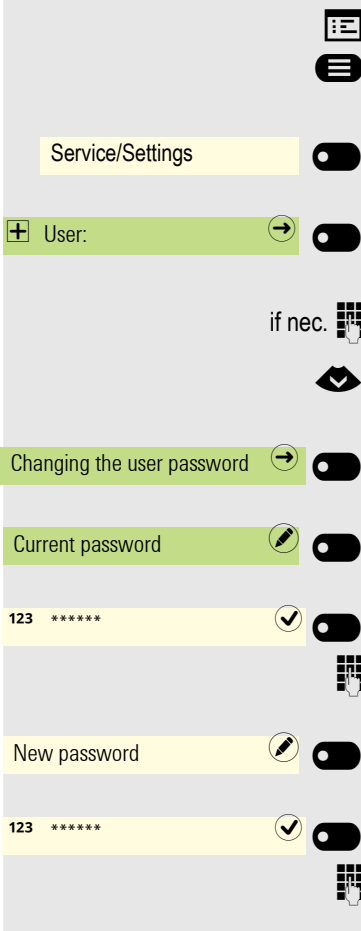 Service/Settings
User:
if nec.
Changing the user password
Current password
123 ******
New password
123 ******